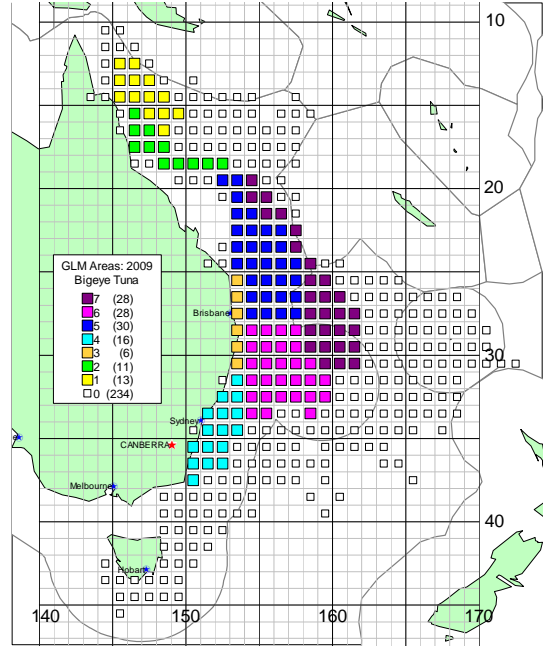 10
20
GLM Areas: 2009
Bigeye Tuna
7 (28)
6 (28)
5 (30)
4 (16)
3 (6)
2 (11)
1 (13)
0 (234)
Brisbane
30
Sydney
e
CANBERRA
Melbourne
40
Hobart
140 150 160 170